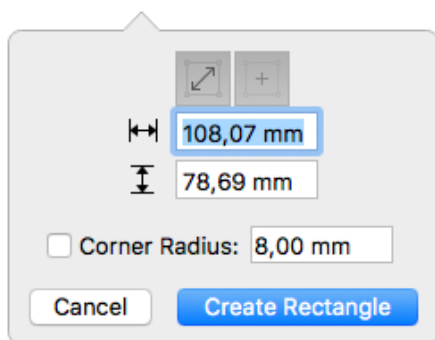 108,07 mm
78,69 mm
Corner Radius: 8,00 mm
Cancel Create Rectangle